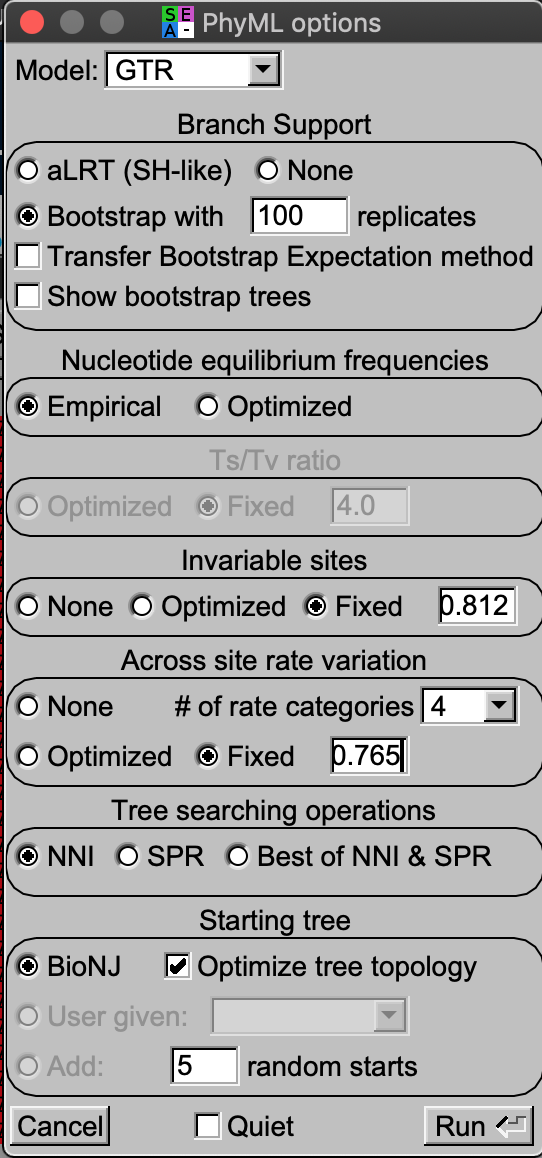 SE
A-
PhyML options
Model: GTR
Branch Support
aLRT (SH-like) None
Bootstrap with 100 replicates
Transfer Bootstrap Expectation method
Show bootstrap trees
Nucleotide equilibrium frequencies
Empirical Optimized
Ts/Tv ratio
Optimized Fixed 4.0
Invariable sites
None Optimized Fixed 0.812
Across site rate variation
None # of rate categories 4
Optimized Fixed 0.765
Tree searching operations
NNI SPR Best of NNI & SPR
Starting tree
BioNJ Optimize tree topology
User given:
Add: 5 random starts
Cancel Quiet Run